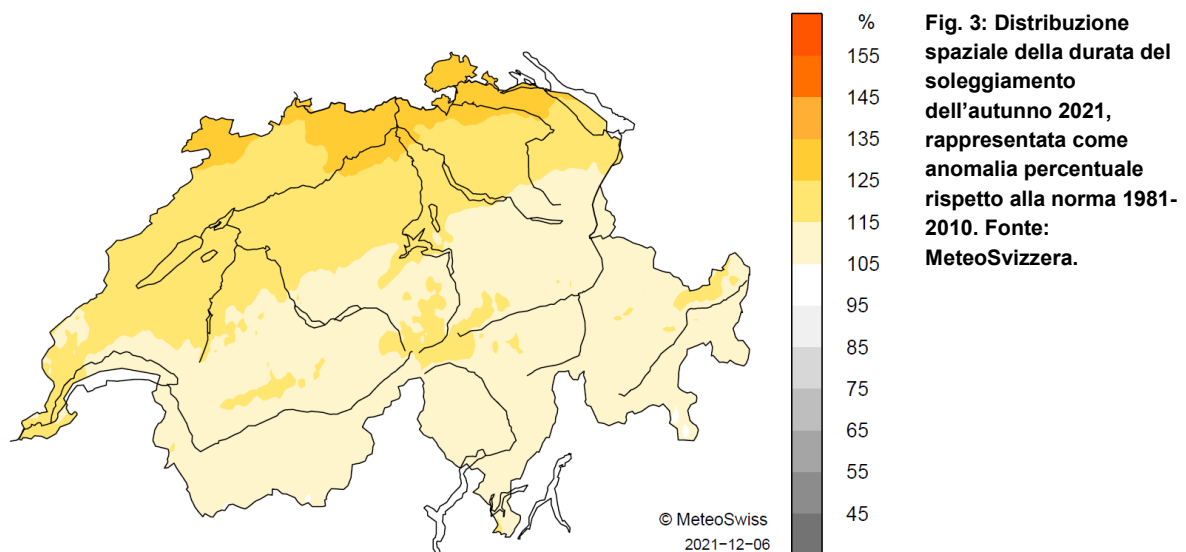 %
155
145
135
125
115
105
95
85
75
65
55
45
© MeteoSwiss
2021-12-06
Fig. 3: Distribuzione
spaziale della durata del
soleggiamento
dell’autunno 2021,
rappresentata come
anomalia percentuale
rispetto alla norma 1981-
2010. Fonte:
MeteoSvizzera.